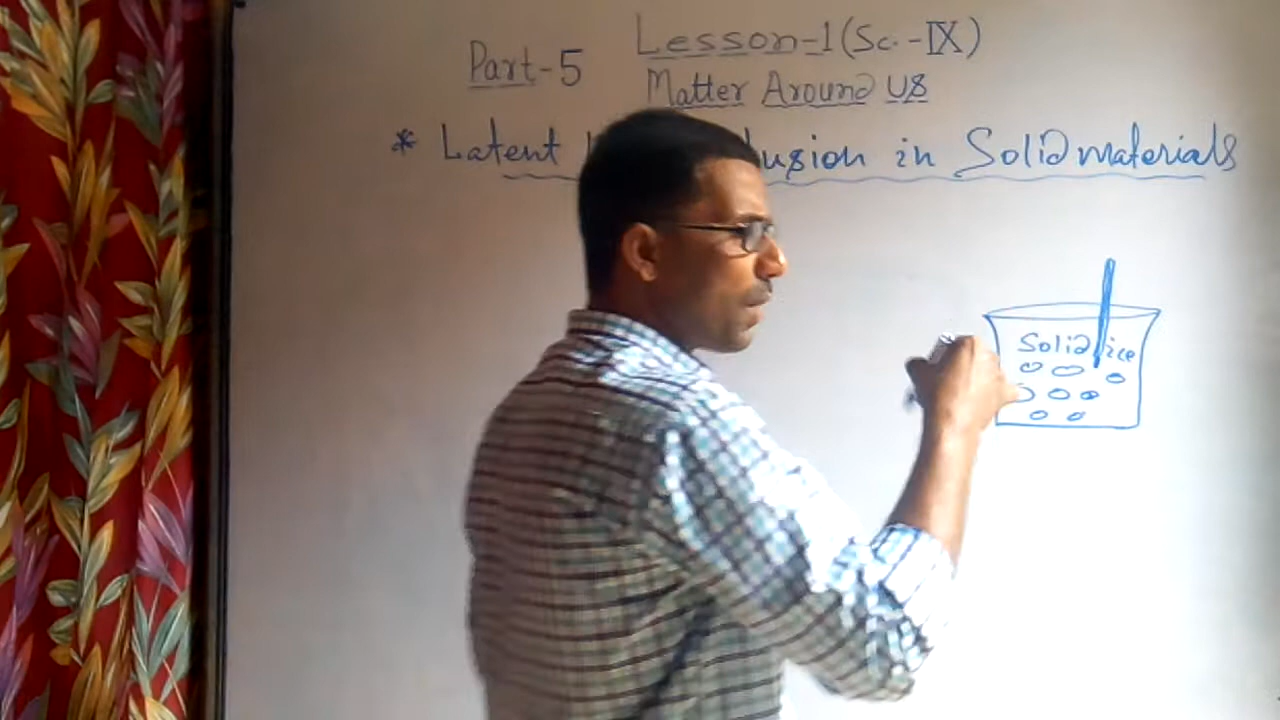 Part-5 Lesson-1 (Sc.-IX)
Matter Around us
* Latent usion in Solid materials
Solid ice